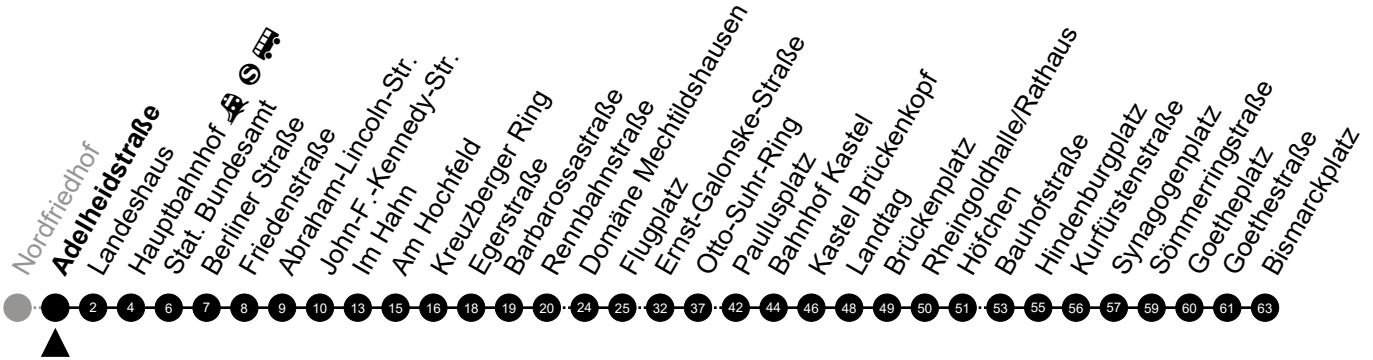 Nordfriedhof
Adelheidstraße
Landeshaus
Hauptbahnhof S
Stat. Bundesamt
Berliner Straße
Friedenstraße
Abraham-Lincoln-Str.
John-F.-Kennedy-Str.
Im Hahn
Am Hochfeld
Kreuzberger Ring
Egerstraße
Barbarossastraße
Rennbahnstraße
Domäne Mechtildshausen
Flugplatz
Ernst-Galonske-Straße
Otto-Suhr-Ring
Paulusplatz
Bahnhof Kastel
Kastel Brückenkopf
Landtag
Brückenplatz
Rheingoldhalle/Rathaus
Höfchen
Bauhofstraße
Hindenburgplatz
Kurfürstenstraße
Synagogenplatz
Sömmerringstraße
Goetheplatz
Goethestraße
Bismarckplatz
2 4 6 7 8 9 10 13 15 16 18 19 20 24 25 32 37 42 44 46 48 49 50 51 53 55 56 57 59 60 61 63